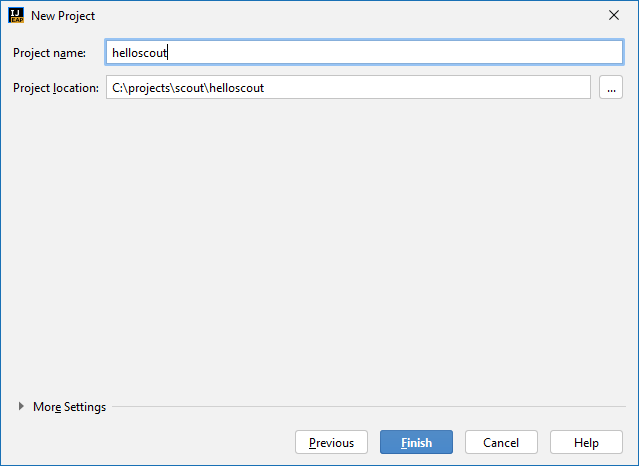 IJ
EAP
New Project
Project name: helloscout
Project location: C:\projects\scout\helloscout ...
More Settings
Previous Finish Cancel Help